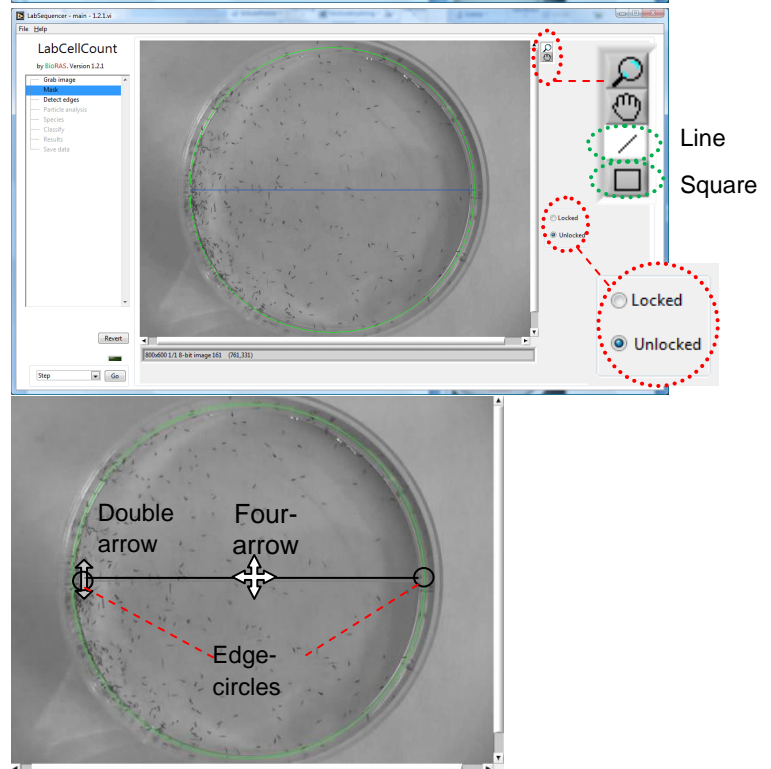 LabSequencer - main - 1.2.1.vi
File Help
LabCellCount
by BioRAS. Version 1.2.1
Grab image
Mask
Detect edges
Particle analysis
Species
Classify
Results
Save data
Revert
Step
Go
800x600 1/1 8-bit image 161 (761,331)
Locked
Unlocked
Line
Square
Locked
Unlocked
Double
arrow
Four-
arrow
Edge-
circles